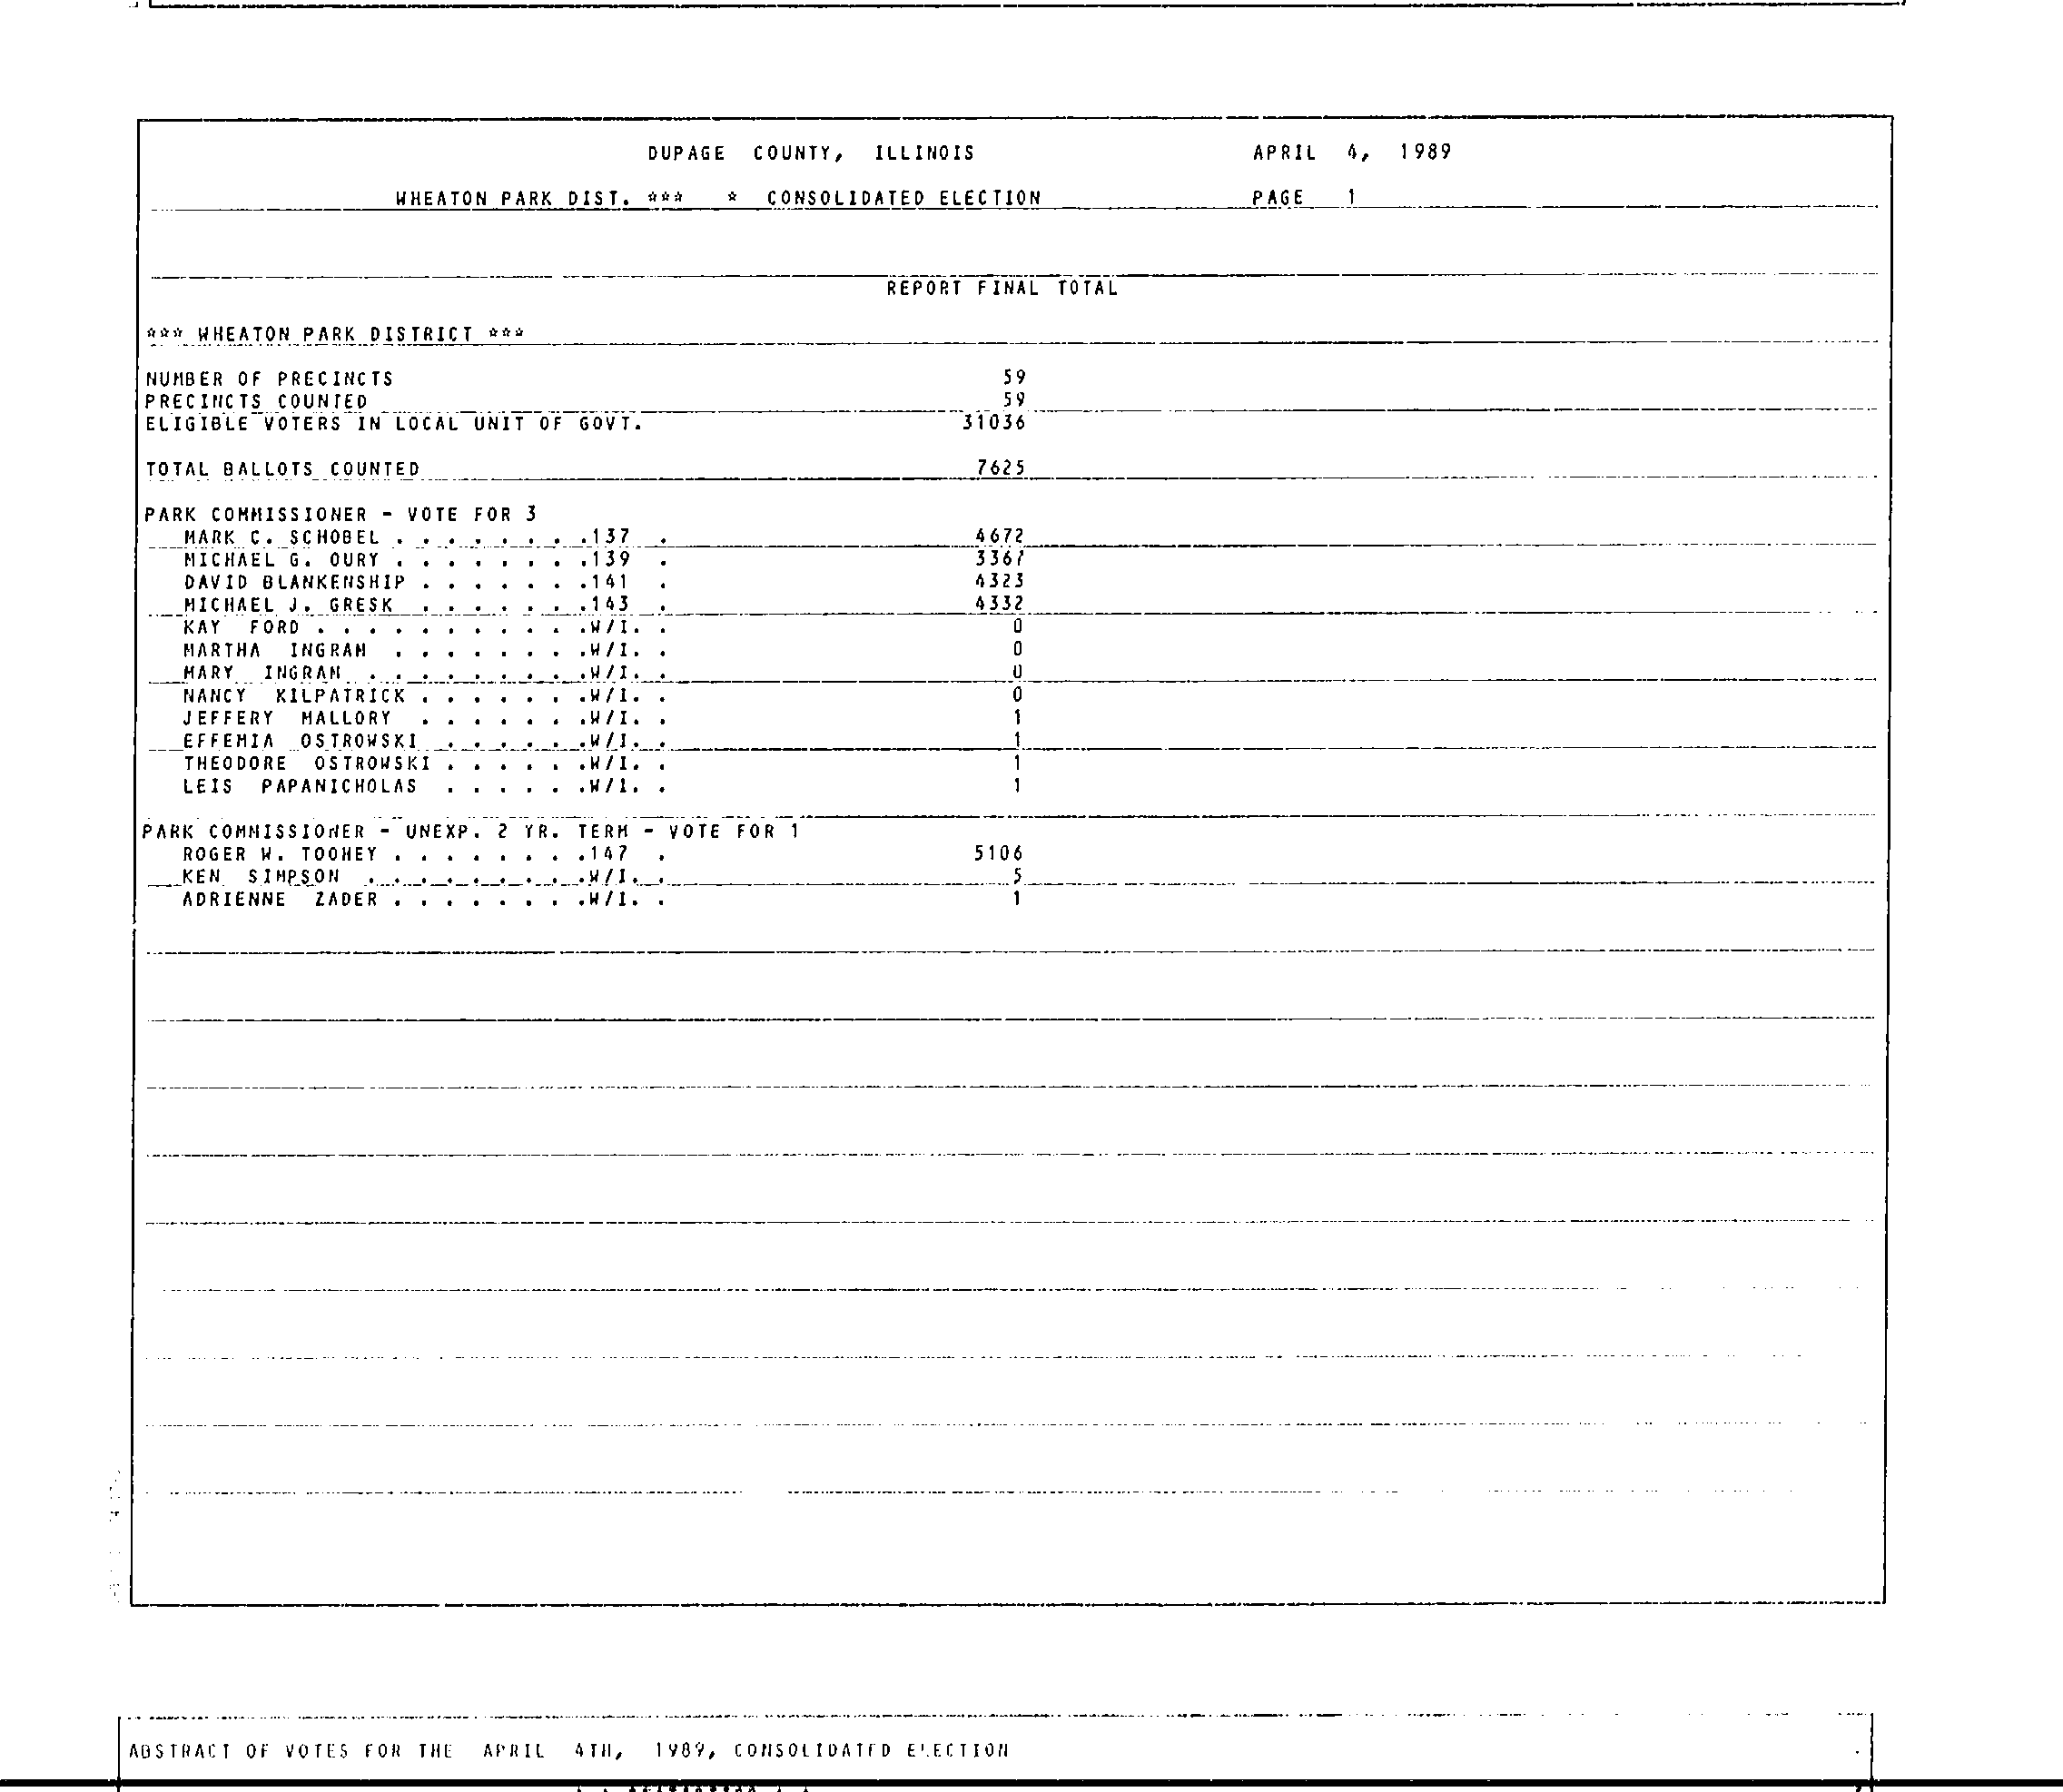 DUPAGE COUNTY, ILLINOIS APRIL 4, 1989
WHEATON PARK DIST. *** * CONSOLIDATED ELECTION PAGE 1
REPORT FINAL TOTAL
*** WHEATON PARK DISTRICT ***
NUMBER OF PRECINCTS 59
PRECINCTS COUNTED 59
ELIGIBLE VOTERS IN LOCAL UNIT OF GOVT. 31036
TOTAL BALLOTS COUNTED 7625
PARK COMMISSIONER - VOTE FOR 3
MARK C. SCHOBEL . . . . . . . .137 . 4672
MICHAEL G. OURY . . . . . . . .139 . 3367
DAVID BLANKENSHIP . . . . . . .141 . 4323
MICHAEL J. GRESK . . . . . . .143 . 4332
KAY FORD . . . . . . . . . . .W/I. . 0
MARTHA INGRAM . . . . . . . .W/I. . 0
MARY INGRAM . . . . . . . . .W/I. . 0
NANCY KILPATRICK . . . . . . .W/I. . 0
JEFFERY MALLORY . . . . . . .W/I. . 1
EFFEMIA OSTROWSKI . . . . . .W/I. . 1
THEODORE OSTROWSKI . . . . . .W/I. . 1
LEIS PAPANICHOLAS . . . . . .W/I. . 1
PARK COMMISSIONER - UNEXP. 2 YR. TERM - VOTE FOR 1
ROGER W. TOOHEY . . . . . . . .147 . 5106
KEN SIMPSON . . . . . . . . .W/I. . 5
ADRIENNE ZADER . . . . . . . .W/I. . 1
ABSTRACT OF VOTES FOR THE APRIL 4TH, 1989, CONSOLIDATED ELECTION